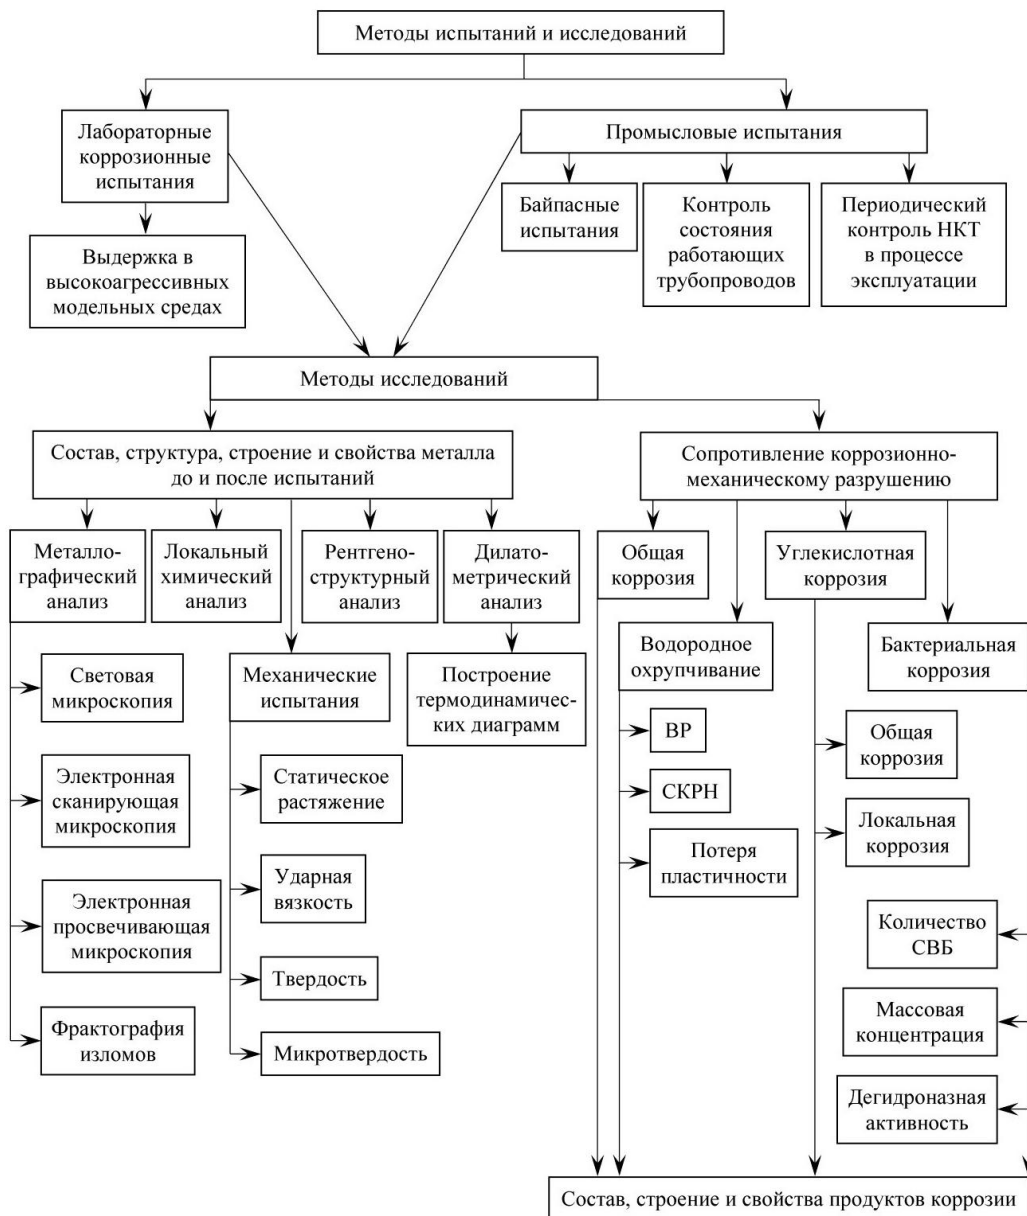 Методы испытаний и исследований
Лабораторные
коррозионные
испытания
Промысловые испытания
Байпасные
испытания
Контроль
состояния
работающих
трубопроводов
Периодический
контроль НКТ
в процессе
эксплуатации
Выдержка в
высокоагрессивных
модельных средах
Методы исследований
Состав, структура, строение и свойства металла
до и после испытаний
Сопротивление коррозионно-
механическому разрушению
Металло-
графический
анализ
Локальный
химический
анализ
Рентгено-
структурный
анализ
Дилато-
метрический
анализ
Общая
коррозия
Углекислотная
коррозия
Световая
микроскопия
Электронная
сканирующая
микроскопия
Электронная
просвечивающая
микроскопия
Фрактография
изломов
Механические
испытания
Статическое
растяжение
Ударная
вязкость
Твердость
Микротвердость
Построение
термодинамичес-
ких диаграмм
Водородное
охрупчивание
ВР
СКРН
Потеря
пластичности
Бактериальная
коррозия
Общая
коррозия
Локальная
коррозия
Количество
СВБ
Массовая
концентрация
Дегидроназная
активность
Состав, строение и свойства продуктов коррозии